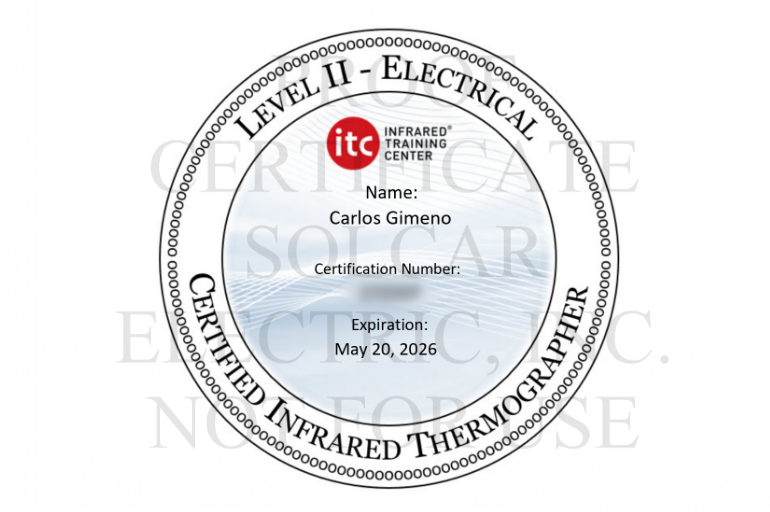 LEVEL II - ELECTRICAL
itc INFRARED®
TRAINING
CENTER
Name:
Carlos Gimeno
Certification Number:
Expiration:
May 20, 2026
CERTIFIED INFRARED THERMOGRAPHER
PROOF
CERTIFICATE
SOLCAR
ELECTRIC, INC.
NOT FOR USE